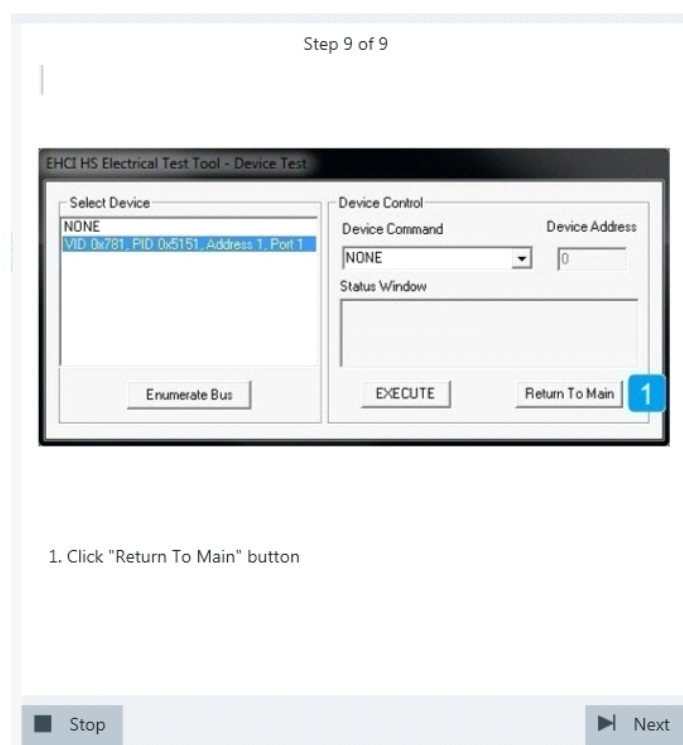 Step 9 of 9
EHCI HS Electrical Test Tool - Device Test
Select Device
NONE
VID 0x781, PID 0x5151, Address 1, Port 1
Enumerate Bus
Device Control
Device Command
Device Address
NONE
0
Status Window
EXECUTE
Return To Main
1
1. Click "Return To Main" button
Stop
Next